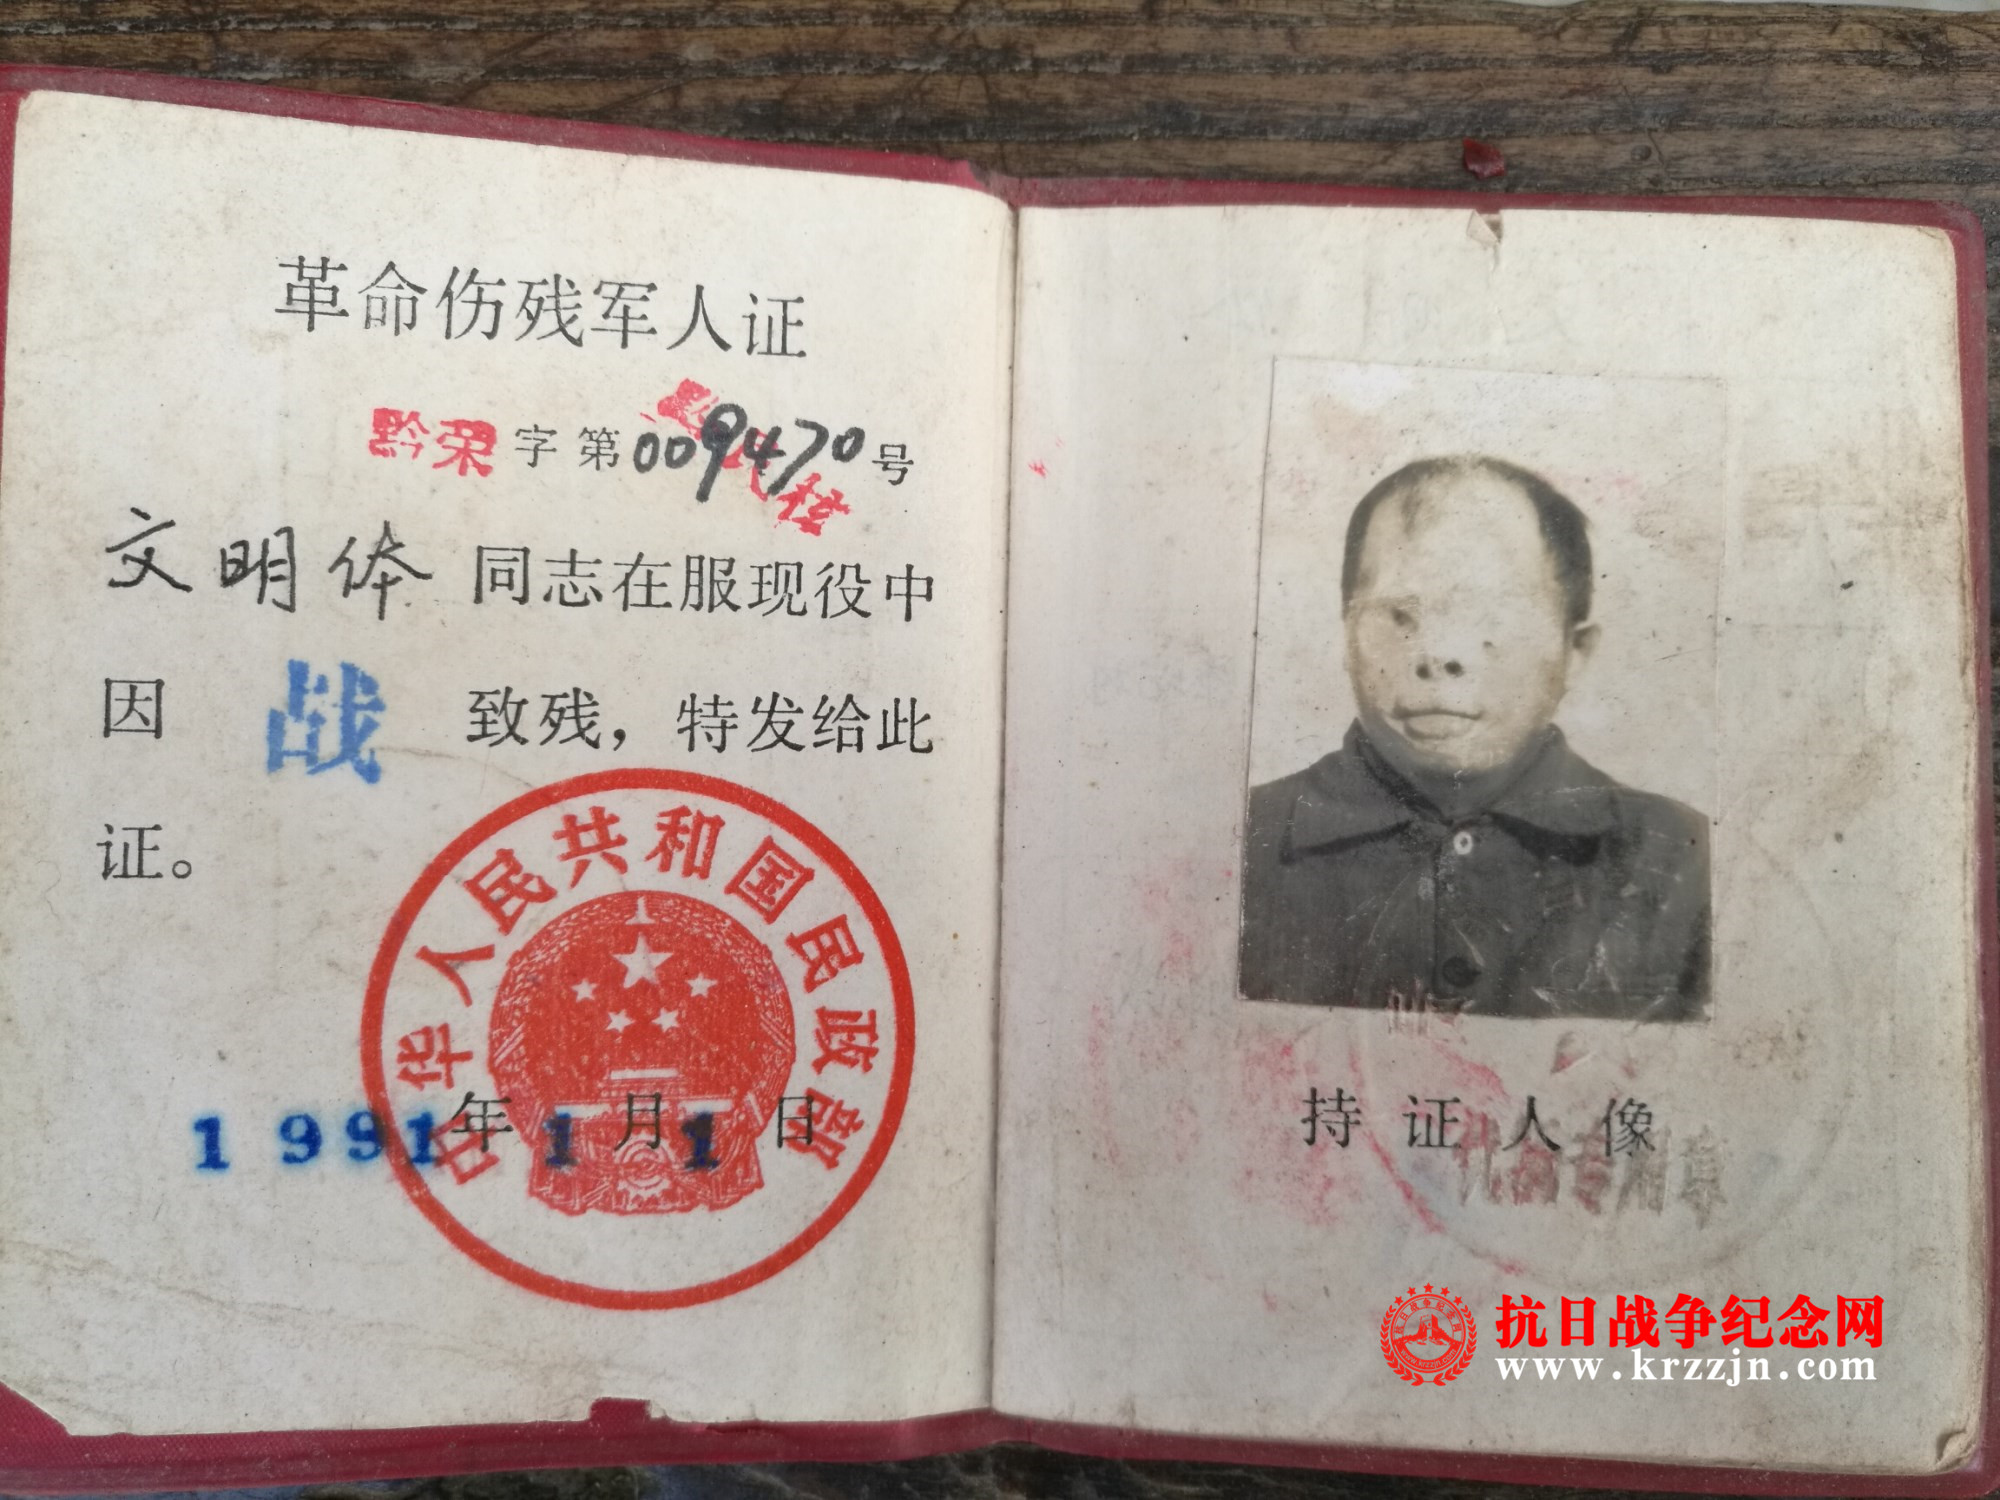 革命伤残军人证
黔荣字第009470号
文明体同志在服现役中
因战致残，特发给此
证。
中华人民共和国民政部
1991年1月1日
持证人像
抗日战争纪念网
www.krzzjn.com